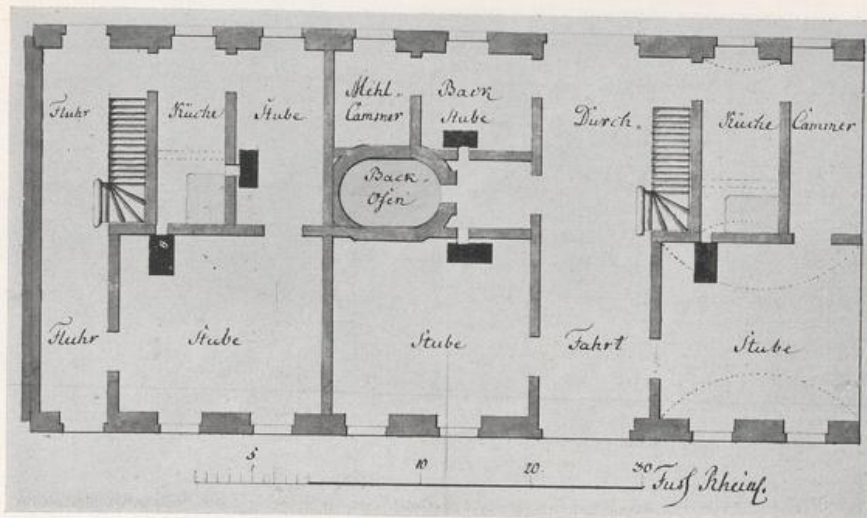 Fluhr
Küche
Stube
Mehl-
Cammer
Back
Stube
Durch-
Küche
Cammer
Back-
Ofen
Fluhr
Stube
Stube
Fahrt
Stube
5
10
20
30
Fuss Rheinl.